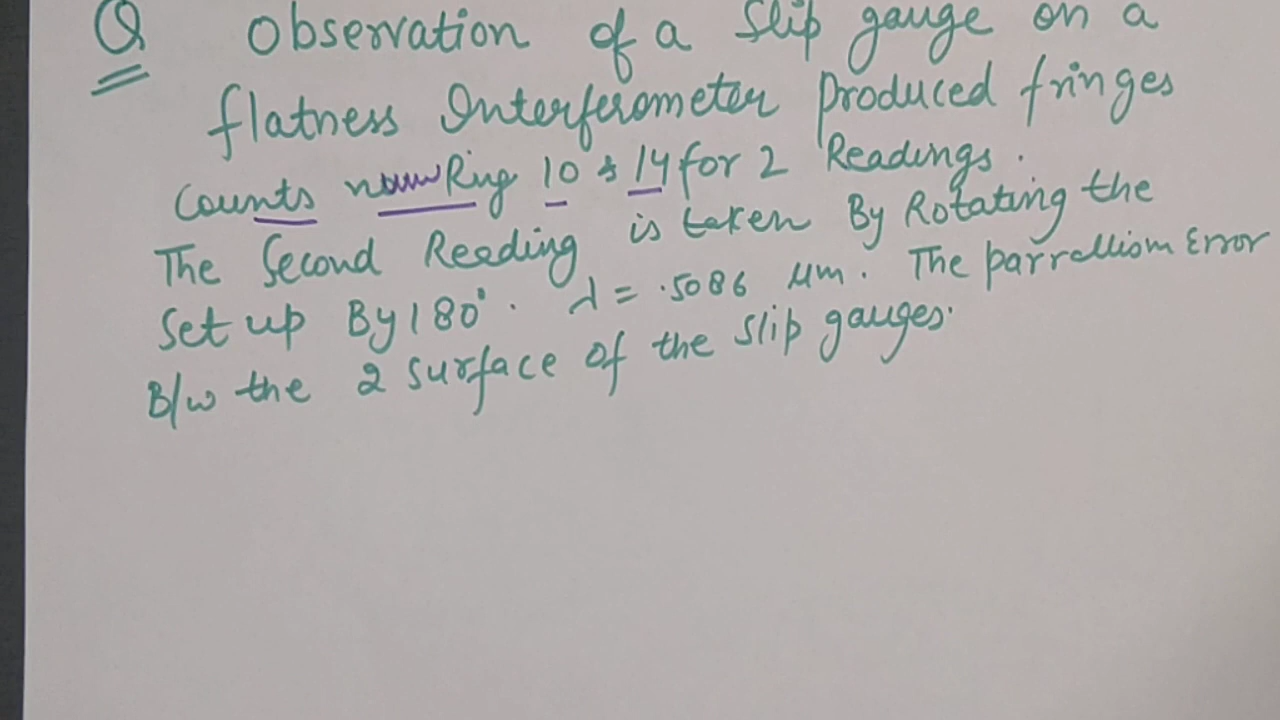 Q Observation of a Slip gauge on a
flatness Interferometer produced fringes
Counts Ring 10 & 14 for 2 Readings.
The Second Reading is taken By Rotating the
Set up By 180°. λ = .5086 μm. The parrellism Error
B/w the 2 surface of the slip gauges.